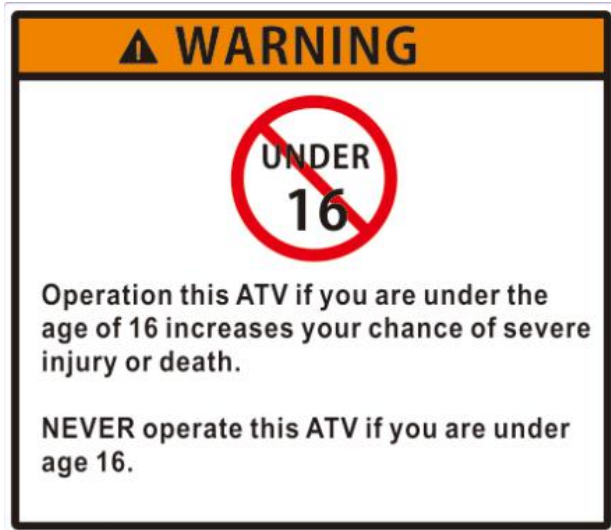 WARNING
UNDER
16
Operation this ATV if you are under the
age of 16 increases your chance of severe
injury or death.
NEVER operate this ATV if you are under
age 16.